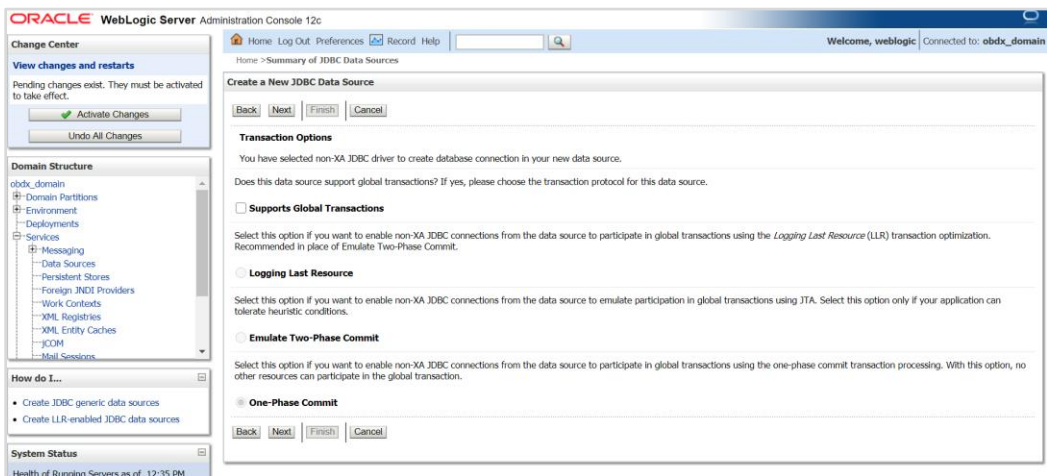 ORACLE WebLogic Server Administration Console 12c
Change Center
View changes and restarts
Pending changes exist. They must be activated
to take effect.
Activate Changes
Undo All Changes
Domain Structure
obdx_domain
Domain Partitions
Environment
Deployments
Services
Messaging
Data Sources
Persistent Stores
Foreign JNDI Providers
Work Contexts
XML Registries
XML Entity Caches
jCOM
Mail Sessions
How do I...
Create JDBC generic data sources
Create LLR-enabled JDBC data sources
System Status
Health of Running Servers as of 12:35 PM
Home Log Out Preferences Record Help
Welcome, weblogic Connected to: obdx_domain
Home >Summary of JDBC Data Sources
Create a New JDBC Data Source
Back Next Finish Cancel
Transaction Options
You have selected non-XA JDBC driver to create database connection in your new data source.
Does this data source support global transactions? If yes, please choose the transaction protocol for this data source.
Supports Global Transactions
Select this option if you want to enable non-XA JDBC connections from the data source to participate in global transactions using the Logging Last Resource (LLR) transaction optimization.
Recommended in place of Emulate Two-Phase Commit.
Logging Last Resource
Select this option if you want to enable non-XA JDBC connections from the data source to emulate participation in global transactions using JTA. Select this option only if your application can
tolerate heuristic conditions.
Emulate Two-Phase Commit
Select this option if you want to enable non-XA JDBC connections from the data source to participate in global transactions using the one-phase commit transaction processing. With this option, no
other resources can participate in the global transaction.
One-Phase Commit
Back Next Finish Cancel